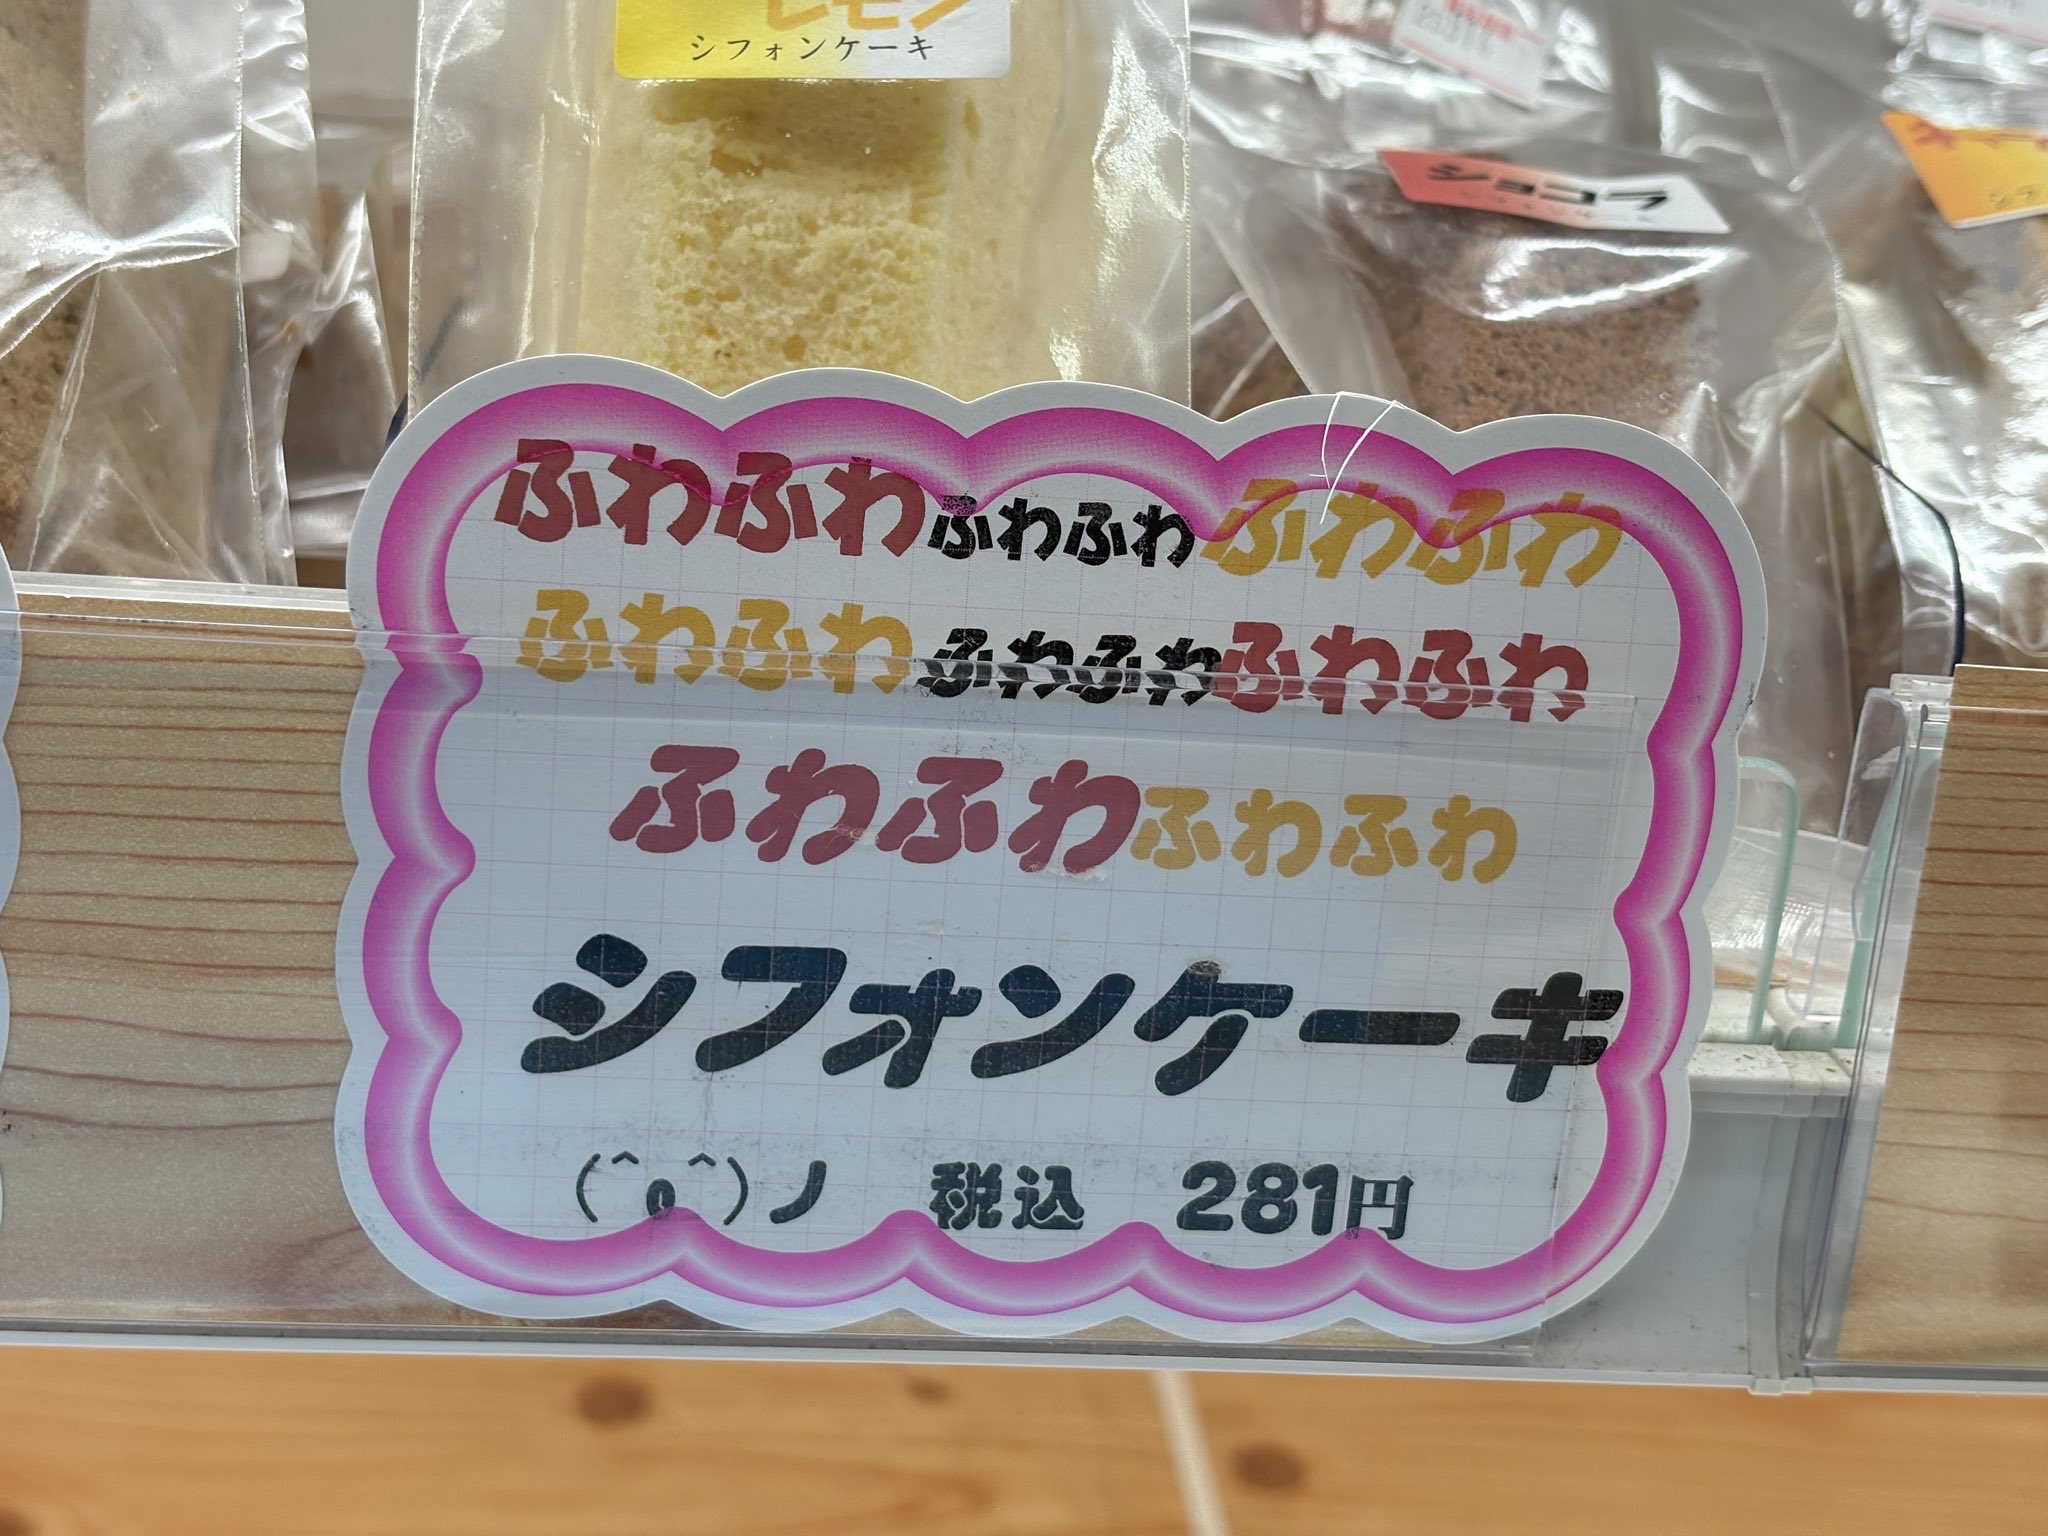 レモン
シフォンケーキ
ショコラ
ふわふわふわふわふわふわ
ふわふわふわふわふわふわ
ふわふわふわふわ
シフォンケーキ
(^o^)ノ 税込 281円